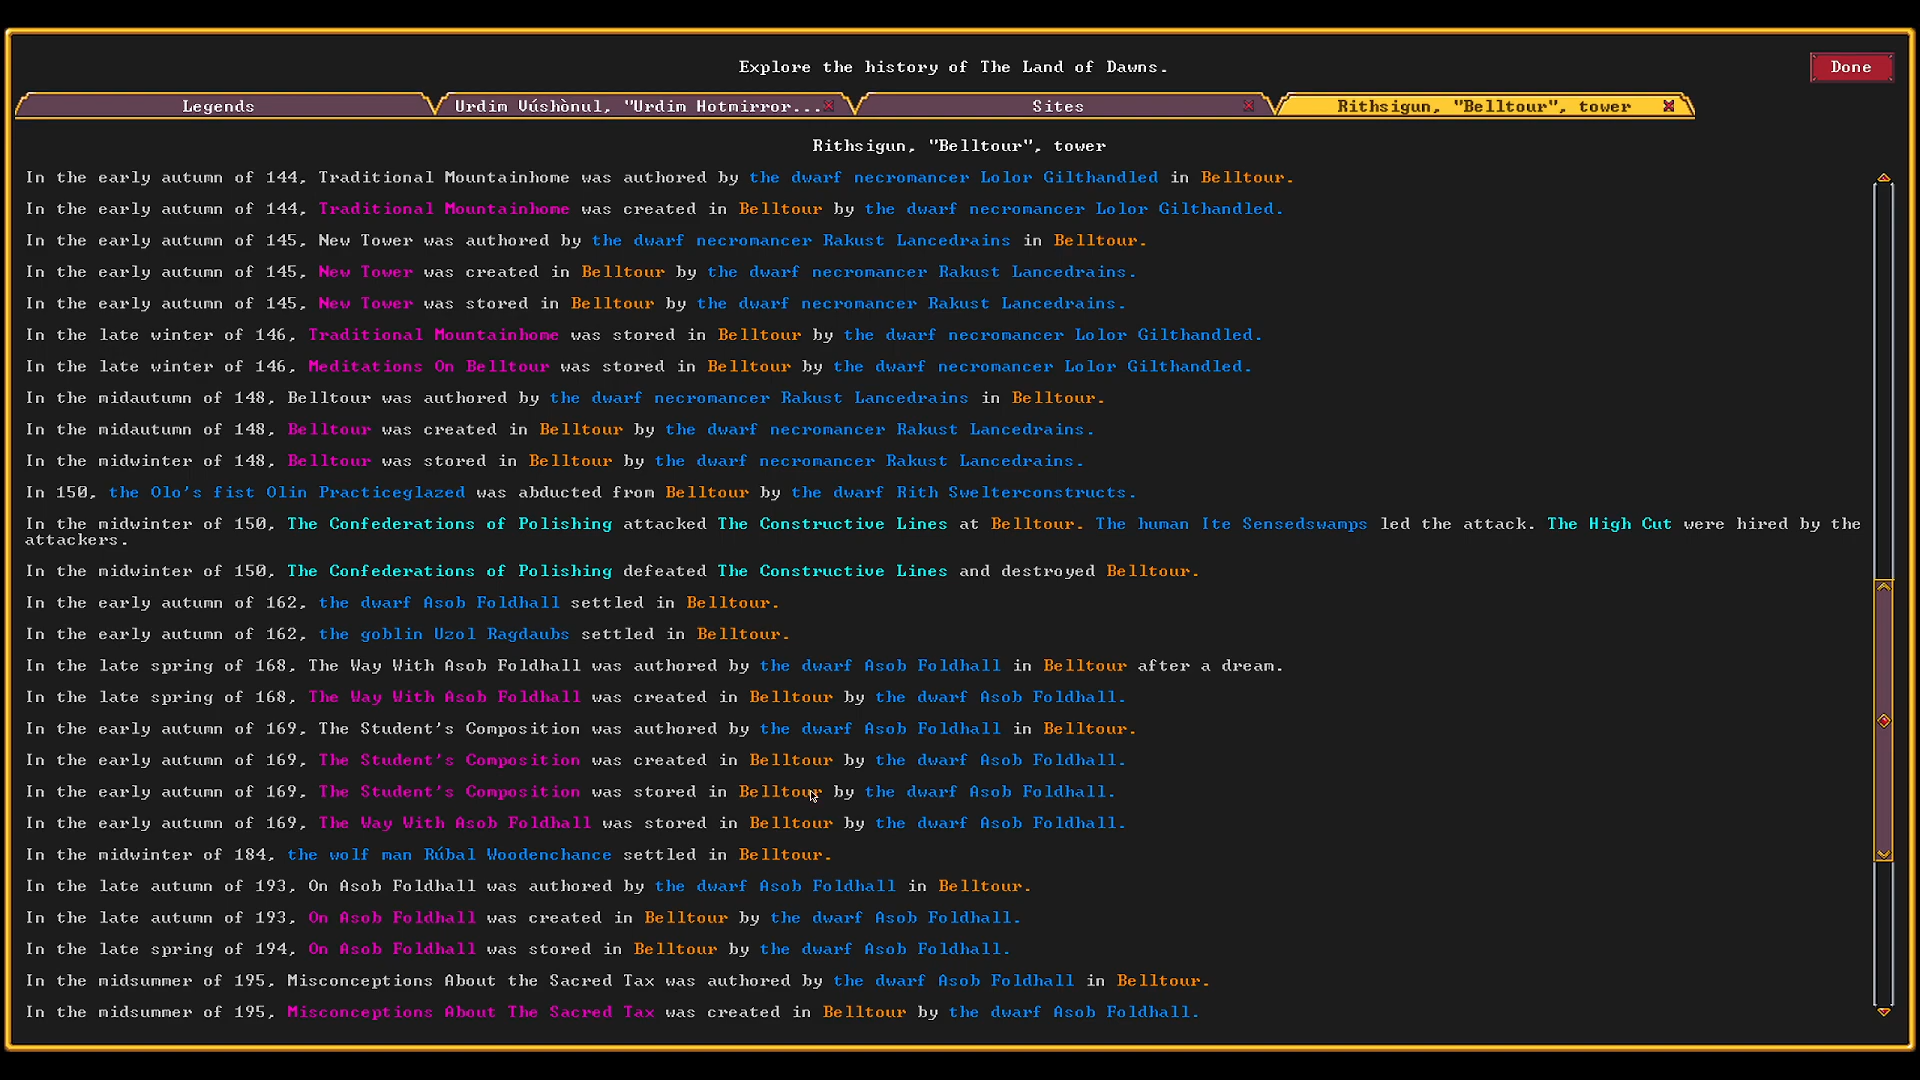 Explore the history of The Land of Dawns.
Done
Legends
Urdim Vúshònul, "Urdim Hotmirror...
Sites
Rithsigun, "Belltour", tower
Rithsigun, "Belltour", tower
In the early autumn of 144, Traditional Mountainhome was authored by the dwarf necromancer Lolor Gilthandled in Belltour.
In the early autumn of 144, Traditional Mountainhome was created in Belltour by the dwarf necromancer Lolor Gilthandled.
In the early autumn of 145, New Tower was authored by the dwarf necromancer Rakust Lancedrains in Belltour.
In the early autumn of 145, New Tower was created in Belltour by the dwarf necromancer Rakust Lancedrains.
In the early autumn of 145, New Tower was stored in Belltour by the dwarf necromancer Rakust Lancedrains.
In the late winter of 146, Traditional Mountainhome was stored in Belltour by the dwarf necromancer Lolor Gilthandled.
In the late winter of 146, Meditations On Belltour was stored in Belltour by the dwarf necromancer Lolor Gilthandled.
In the midautumn of 148, Belltour was authored by the dwarf necromancer Rakust Lancedrains in Belltour.
In the midautumn of 148, Belltour was created in Belltour by the dwarf necromancer Rakust Lancedrains.
In the midwinter of 148, Belltour was stored in Belltour by the dwarf necromancer Rakust Lancedrains.
In 150, the Olo's fist Olin Practiceglazed was abducted from Belltour by the dwarf Rith Swelterconstructs.
In the midwinter of 150, The Confederations of Polishing attacked The Constructive Lines at Belltour. The human Ite Sensedswamps led the attack. The High Cut were hired by the
attackers.
In the midwinter of 150, The Confederations of Polishing defeated The Constructive Lines and destroyed Belltour.
In the early autumn of 162, the dwarf Asob Foldhall settled in Belltour.
In the early autumn of 162, the goblin Uzol Ragdaubs settled in Belltour.
In the late spring of 168, The Way With Asob Foldhall was authored by the dwarf Asob Foldhall in Belltour after a dream.
In the late spring of 168, The Way With Asob Foldhall was created in Belltour by the dwarf Asob Foldhall.
In the early autumn of 169, The Student's Composition was authored by the dwarf Asob Foldhall in Belltour.
In the early autumn of 169, The Student's Composition was created in Belltour by the dwarf Asob Foldhall.
In the early autumn of 169, The Student's Composition was stored in Belltour by the dwarf Asob Foldhall.
In the early autumn of 169, The Way With Asob Foldhall was stored in Belltour by the dwarf Asob Foldhall.
In the midwinter of 184, the wolf man Rúbal Woodenchance settled in Belltour.
In the late autumn of 193, On Asob Foldhall was authored by the dwarf Asob Foldhall in Belltour.
In the late autumn of 193, On Asob Foldhall was created in Belltour by the dwarf Asob Foldhall.
In the late spring of 194, On Asob Foldhall was stored in Belltour by the dwarf Asob Foldhall.
In the midsummer of 195, Misconceptions About the Sacred Tax was authored by the dwarf Asob Foldhall in Belltour.
In the midsummer of 195, Misconceptions About The Sacred Tax was created in Belltour by the dwarf Asob Foldhall.